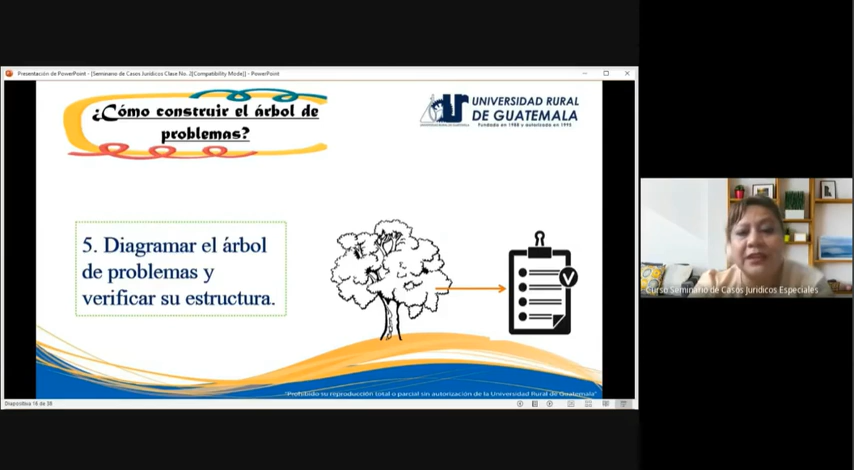 Presentación de PowerPoint - [Seminario de Casos Jurídicos Clase No. 2[Compatibility Mode]] - PowerPoint
¿Cómo construir el árbol de
problemas?
UNIVERSIDAD RURAL
DE GUATEMALA
Fundada en 1988 y autorizada en 1995
5. Diagramar el árbol
de problemas y
verificar su estructura.
Curso Seminario de Casos Jurídicos Especiales
"Prohibido su reproducción total o parcial sin autorización de la Universidad Rural de Guatemala"
Diapositiva 16 de 38